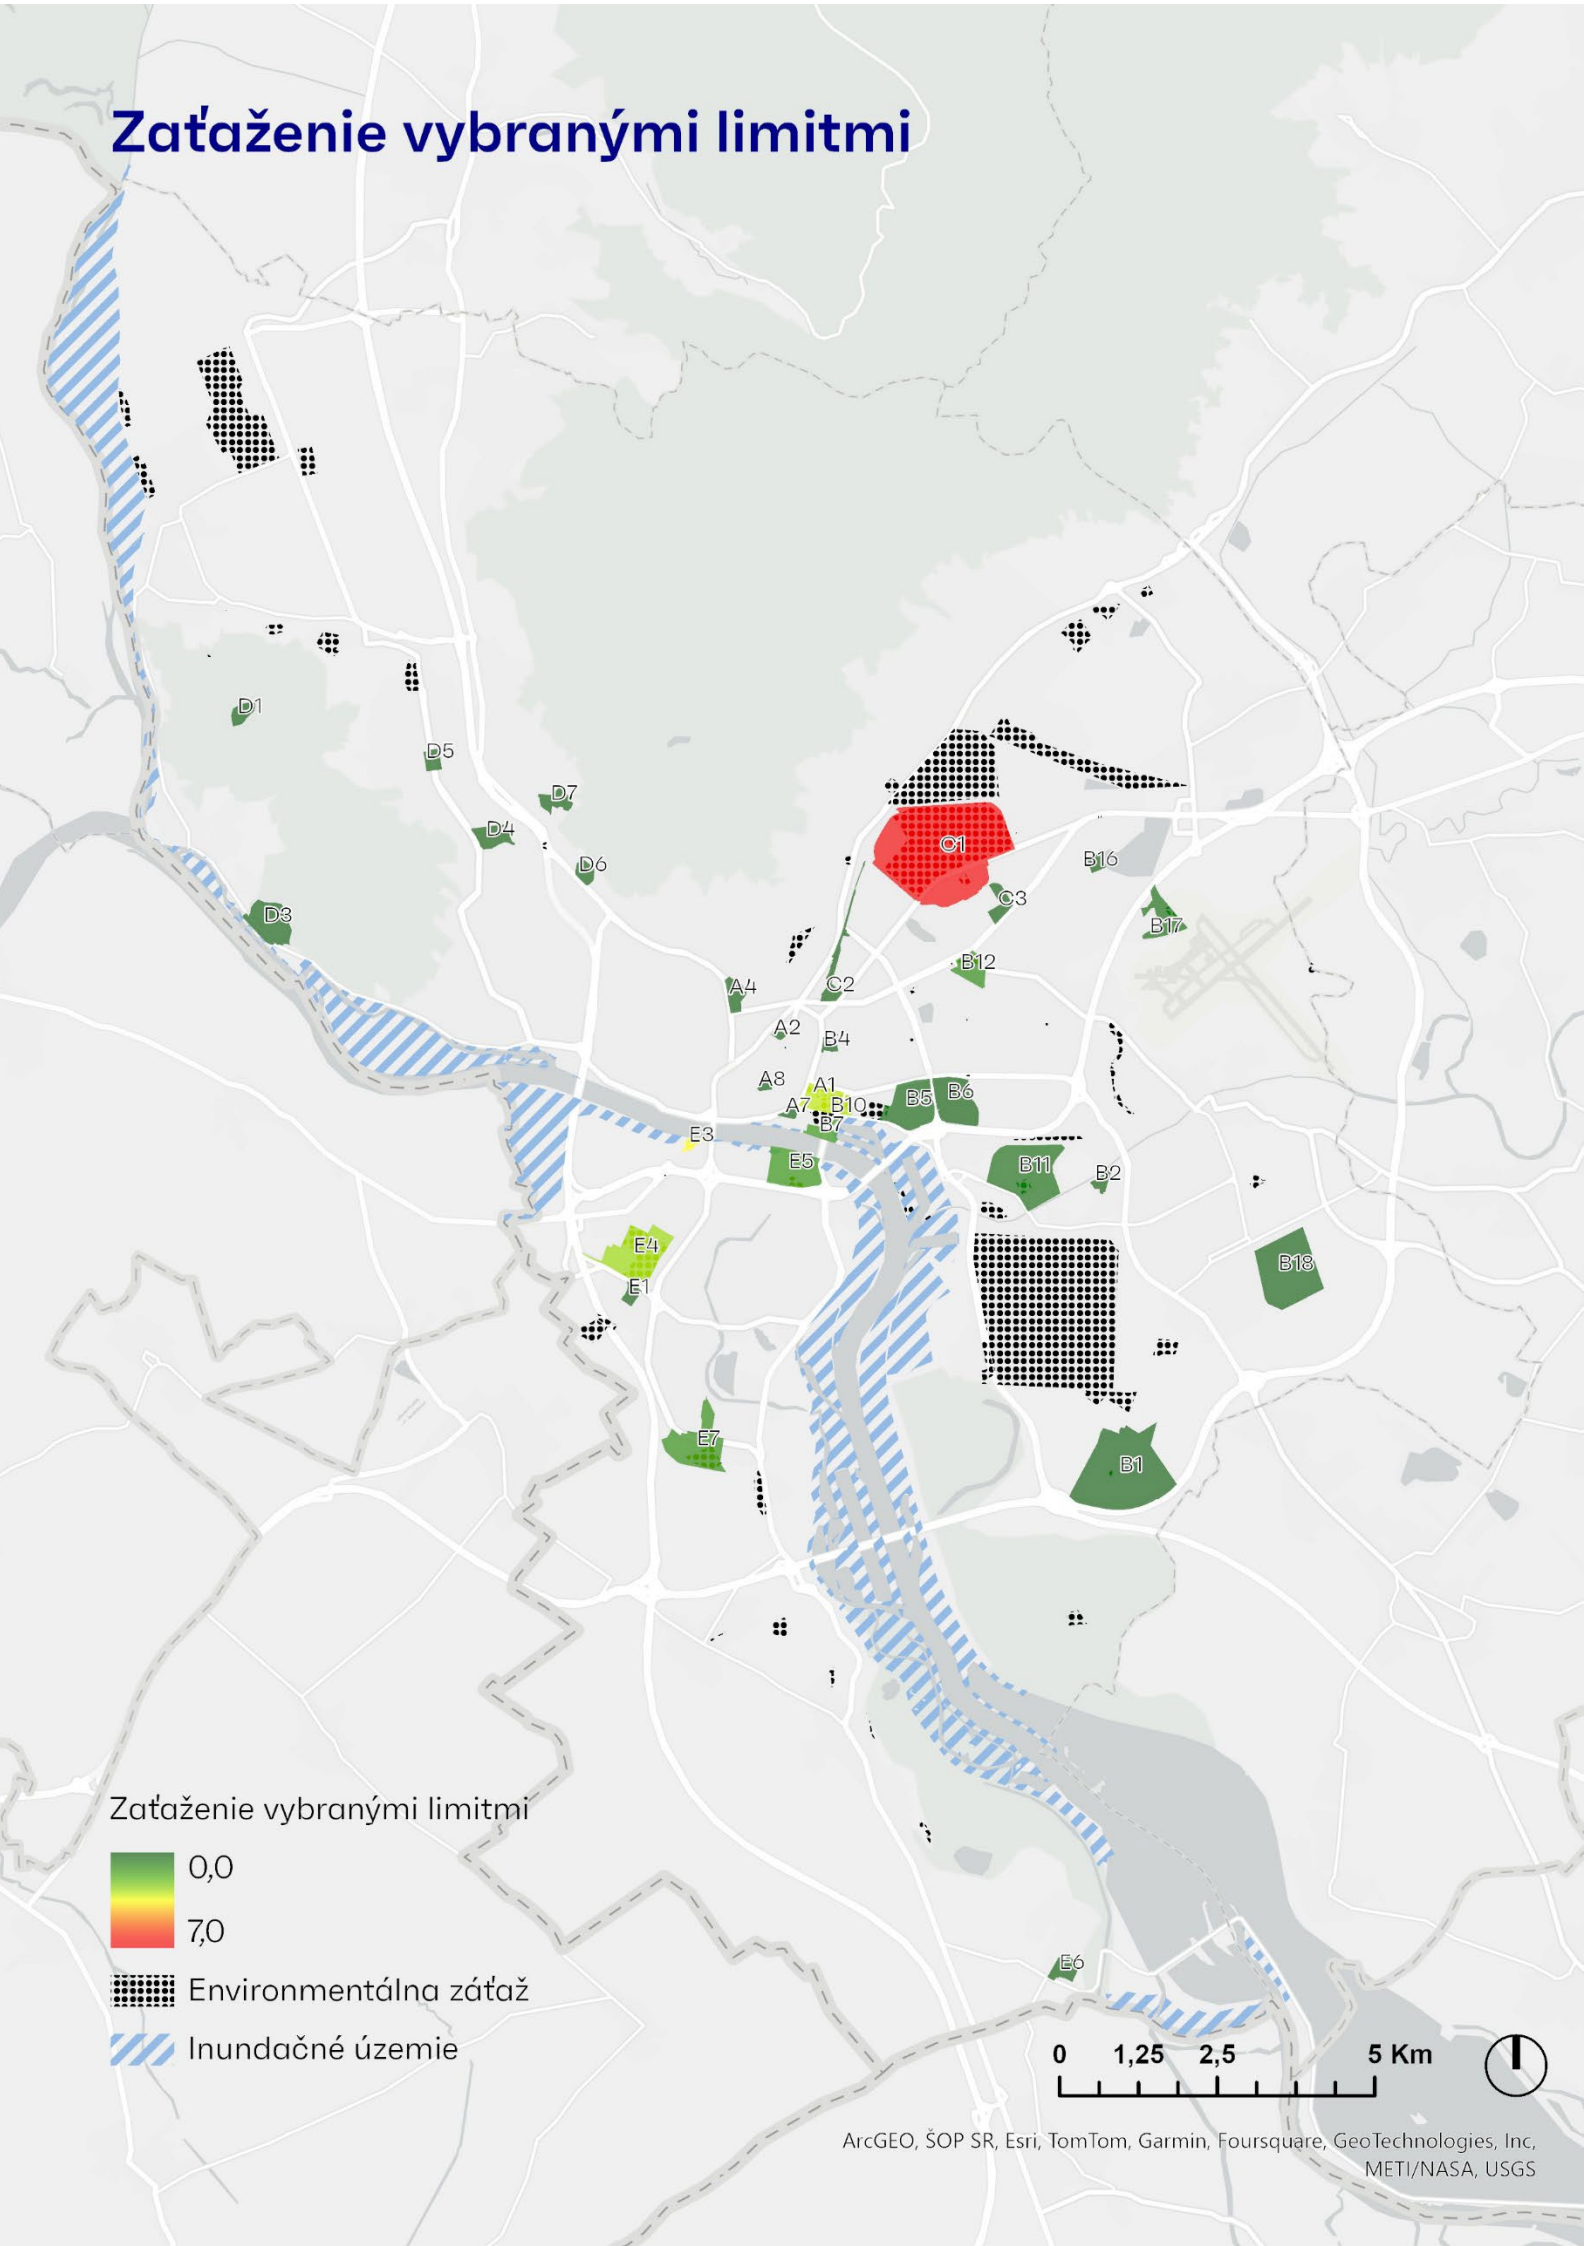 Zaťaženie vybranými limitmi
D1
D5
D7
D4
D6
D3
C1
B16
C3
B17
B12
A4
C2
A2
B4
A8
A1
A7
B10
B5
B6
B7
E3
E5
B11
B2
E4
B18
E1
E7
B1
Zaťaženie vybranými limitmi
0,0
7,0
Environmentálna záťaž
E6
Inundačné územie
0 1,25 2,5 5 Km
ArcGEO, ŠOP SR, Esri, TomTom, Garmin, Foursquare, GeoTechnologies, Inc,
METI/NASA, USGS